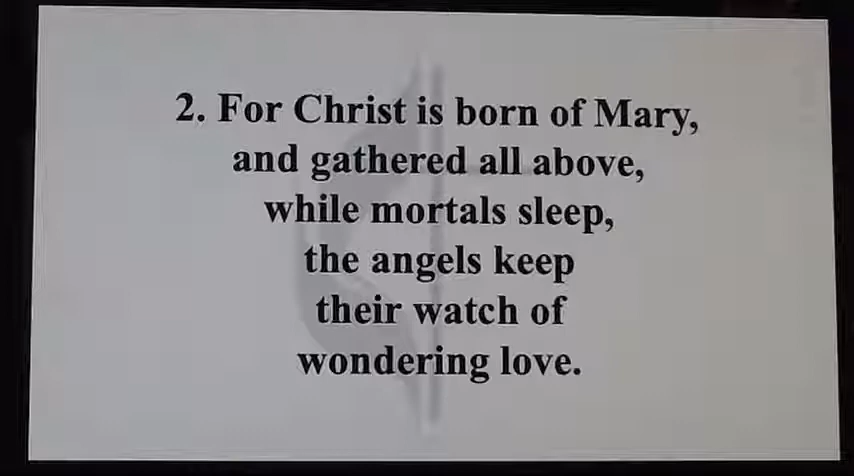 2. For Christ is born of Mary,
and gathered all above,
while mortals sleep,
the angels keep
their watch of
wondering love.